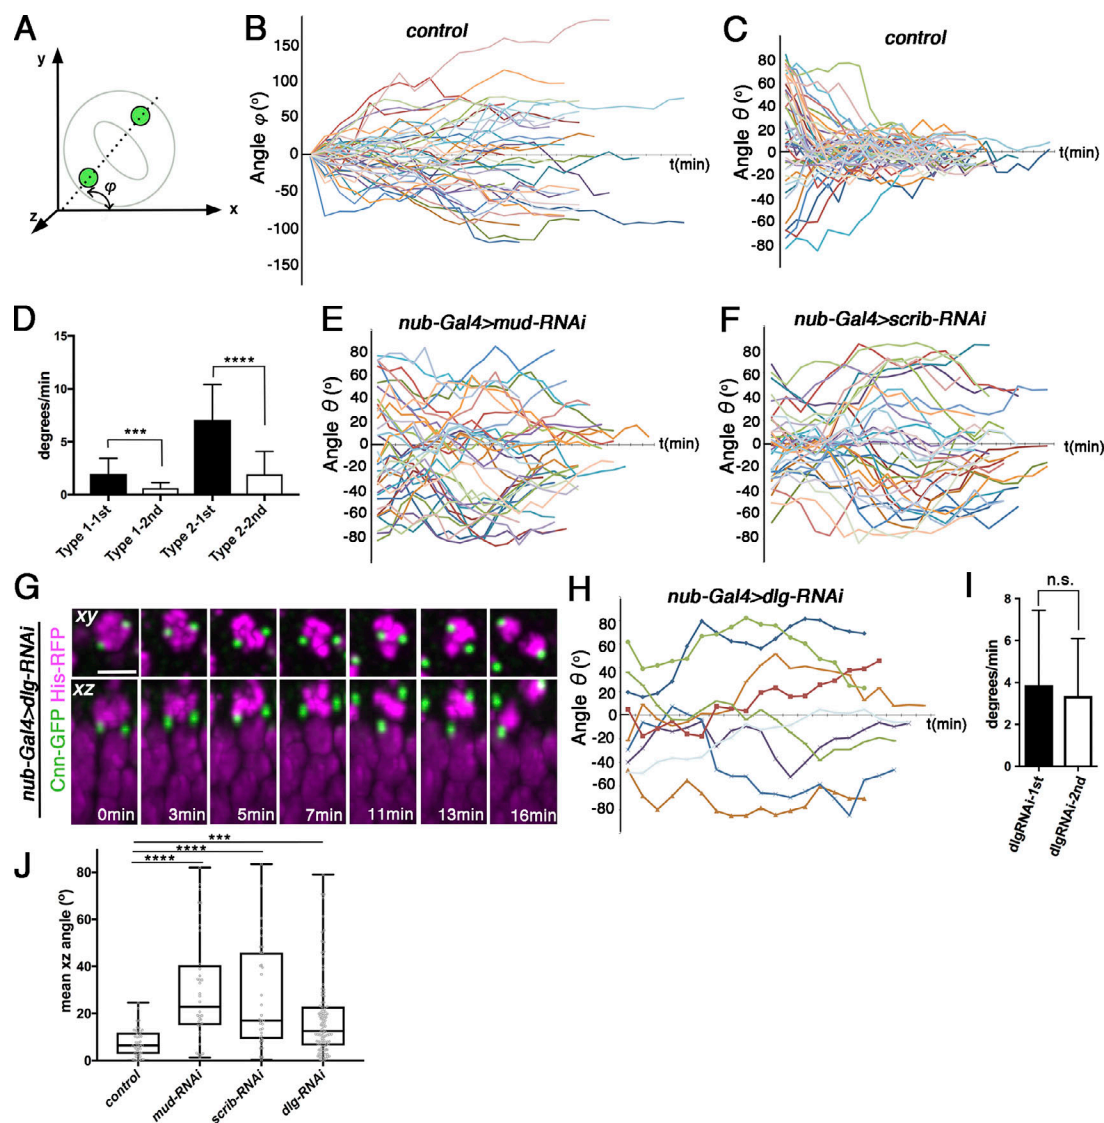 A
y
z
φ
x
B
control
Angle φ(º)
150
100
50
0
-50
-100
-150
t(min)
C
control
Angle θ(º)
80
60
40
20
0
-20
-40
-60
-80
t(min)
D
degrees/min
15
10
5
0
***
****
Type 1-1st
Type 1-2nd
Type 2-1st
Type 2-2nd
E
nub-Gal4>mud-RNAi
Angle θ(º)
80
60
40
20
0
-20
-40
-60
-80
t(min)
F
nub-Gal4>scrib-RNAi
Angle θ(º)
80
60
40
20
0
-20
-40
-60
-80
t(min)
G
nub-Gal4>dlg-RNAi
Cnn-GFP His-RFP
xy
xz
0min
3min
5min
7min
11min
13min
16min
H
nub-Gal4>dlg-RNAi
Angle θ(º)
80
60
40
20
0
-20
-40
-60
-80
t(min)
I
n.s.
degrees/min
8
6
4
2
0
dlgRNAi-1st
dlgRNAi-2nd
J
***
****
****
mean xz angle (º)
80
60
40
20
0
control
mud-RNAi
scrib-RNAi
dlg-RNAi